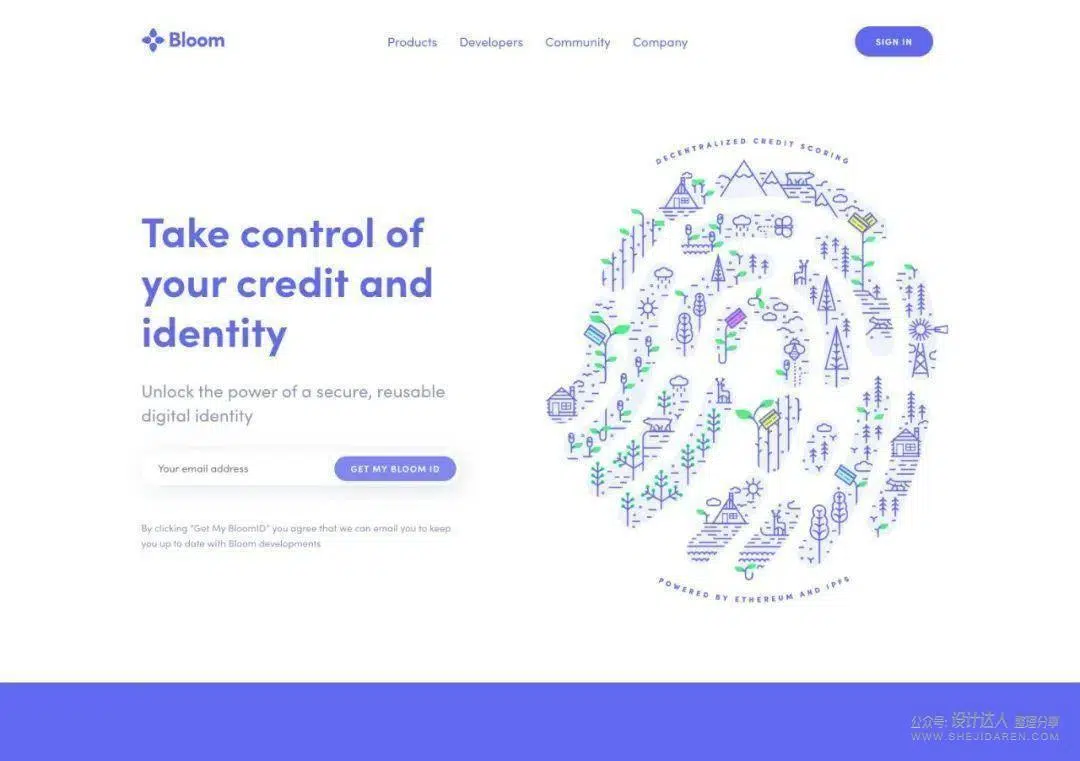 Bloom
Products Developers Community Company
SIGN IN
DECENTRALIZED CREDIT SCORING
Take control of
your credit and
identity
Unlock the power of a secure, reusable
digital identity
Your email address
GET MY BLOOM ID
By clicking "Get My BloomID" you agree that we can email you to keep
you up to date with Bloom developments
POWERED BY ETHEREUM AND IPFS
公众号: 设计达人 整理分享
WWW.SHEJIDAREN.COM